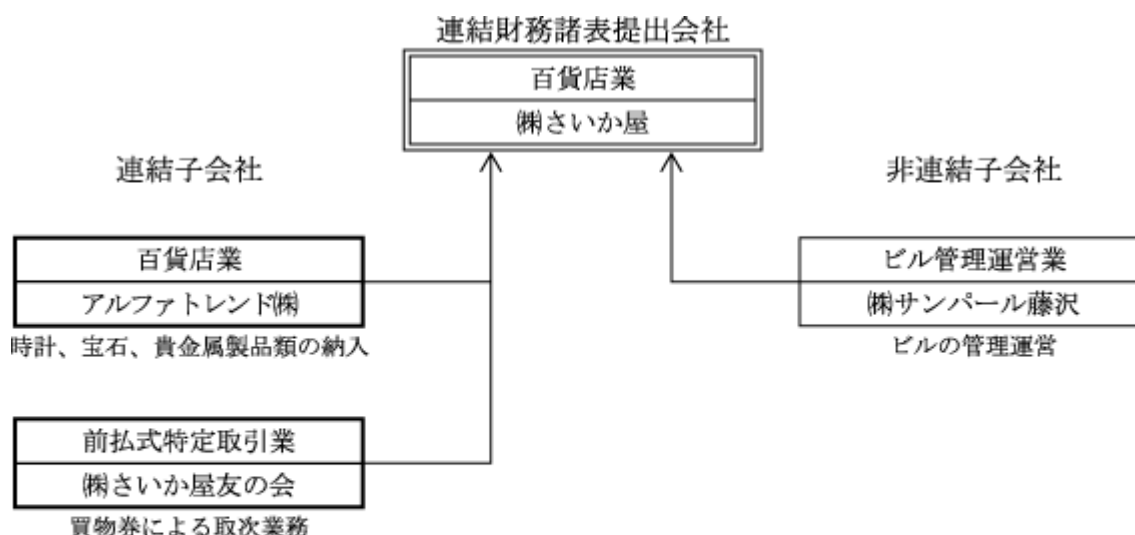 連結財務諸表提出会社
百貨店業
㈱さいか屋
連結子会社
非連結子会社
百貨店業
アルファトレンド㈱
時計、宝石、貴金属製品類の納入
ビル管理運営業
㈱サンパール藤沢
ビルの管理運営
前払式特定取引業
㈱さいか屋友の会
買物券による取次業務